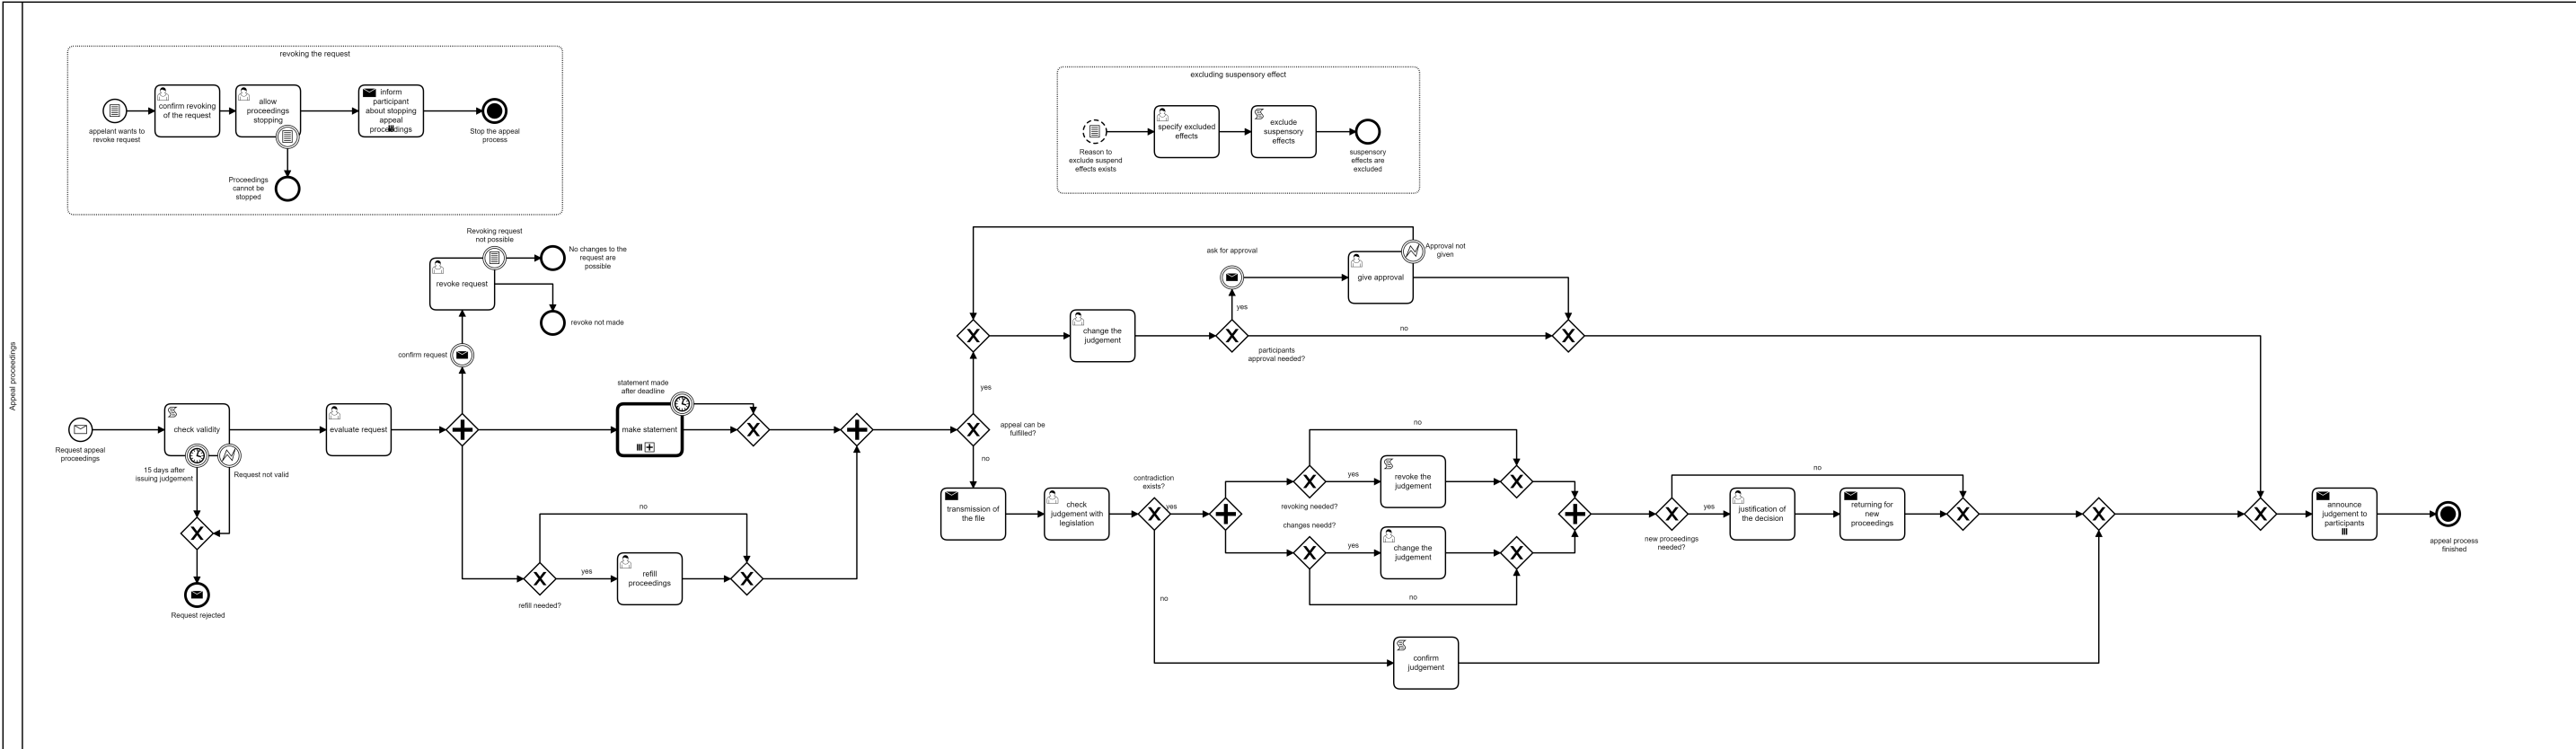 Appeal proceedings
revoking the request
appelant wants to
revoke request
confirm revoking
of the request
allow
proceedings
stopping
Proceedings
cannot be
stopped
inform
participant
about stopping
appeal
proceedings
Stop the appeal
process
excluding suspensory effect
Reason to
exclude suspend
effects exists
specify excluded
effects
exclude
suspensory
effects
suspensory
effects are
excluded
Request appeal
proceedings
check validity
15 days after
issuing judgement
Request not valid
Request rejected
evaluate request
confirm request
revoke request
Revoking request
not possible
No changes to the
request are
possible
revoke not made
statement made
after deadline
make statement
refill needed?
yes
no
refill
proceedings
appeal can be
fulfilled?
yes
no
change the
judgement
participants
approval needed?
yes
no
ask for approval
give approval
Approval not
given
transmission of
the file
check
judgement with
legislation
contradiction
exists?
yes
no
revoking needed?
yes
no
revoke the
judgement
changes needd?
yes
no
change the
judgement
confirm
judgement
new proceedings
needed?
yes
no
justification of
the decision
returning for
new
proceedings
announce
judgement to
participants
appeal process
finished